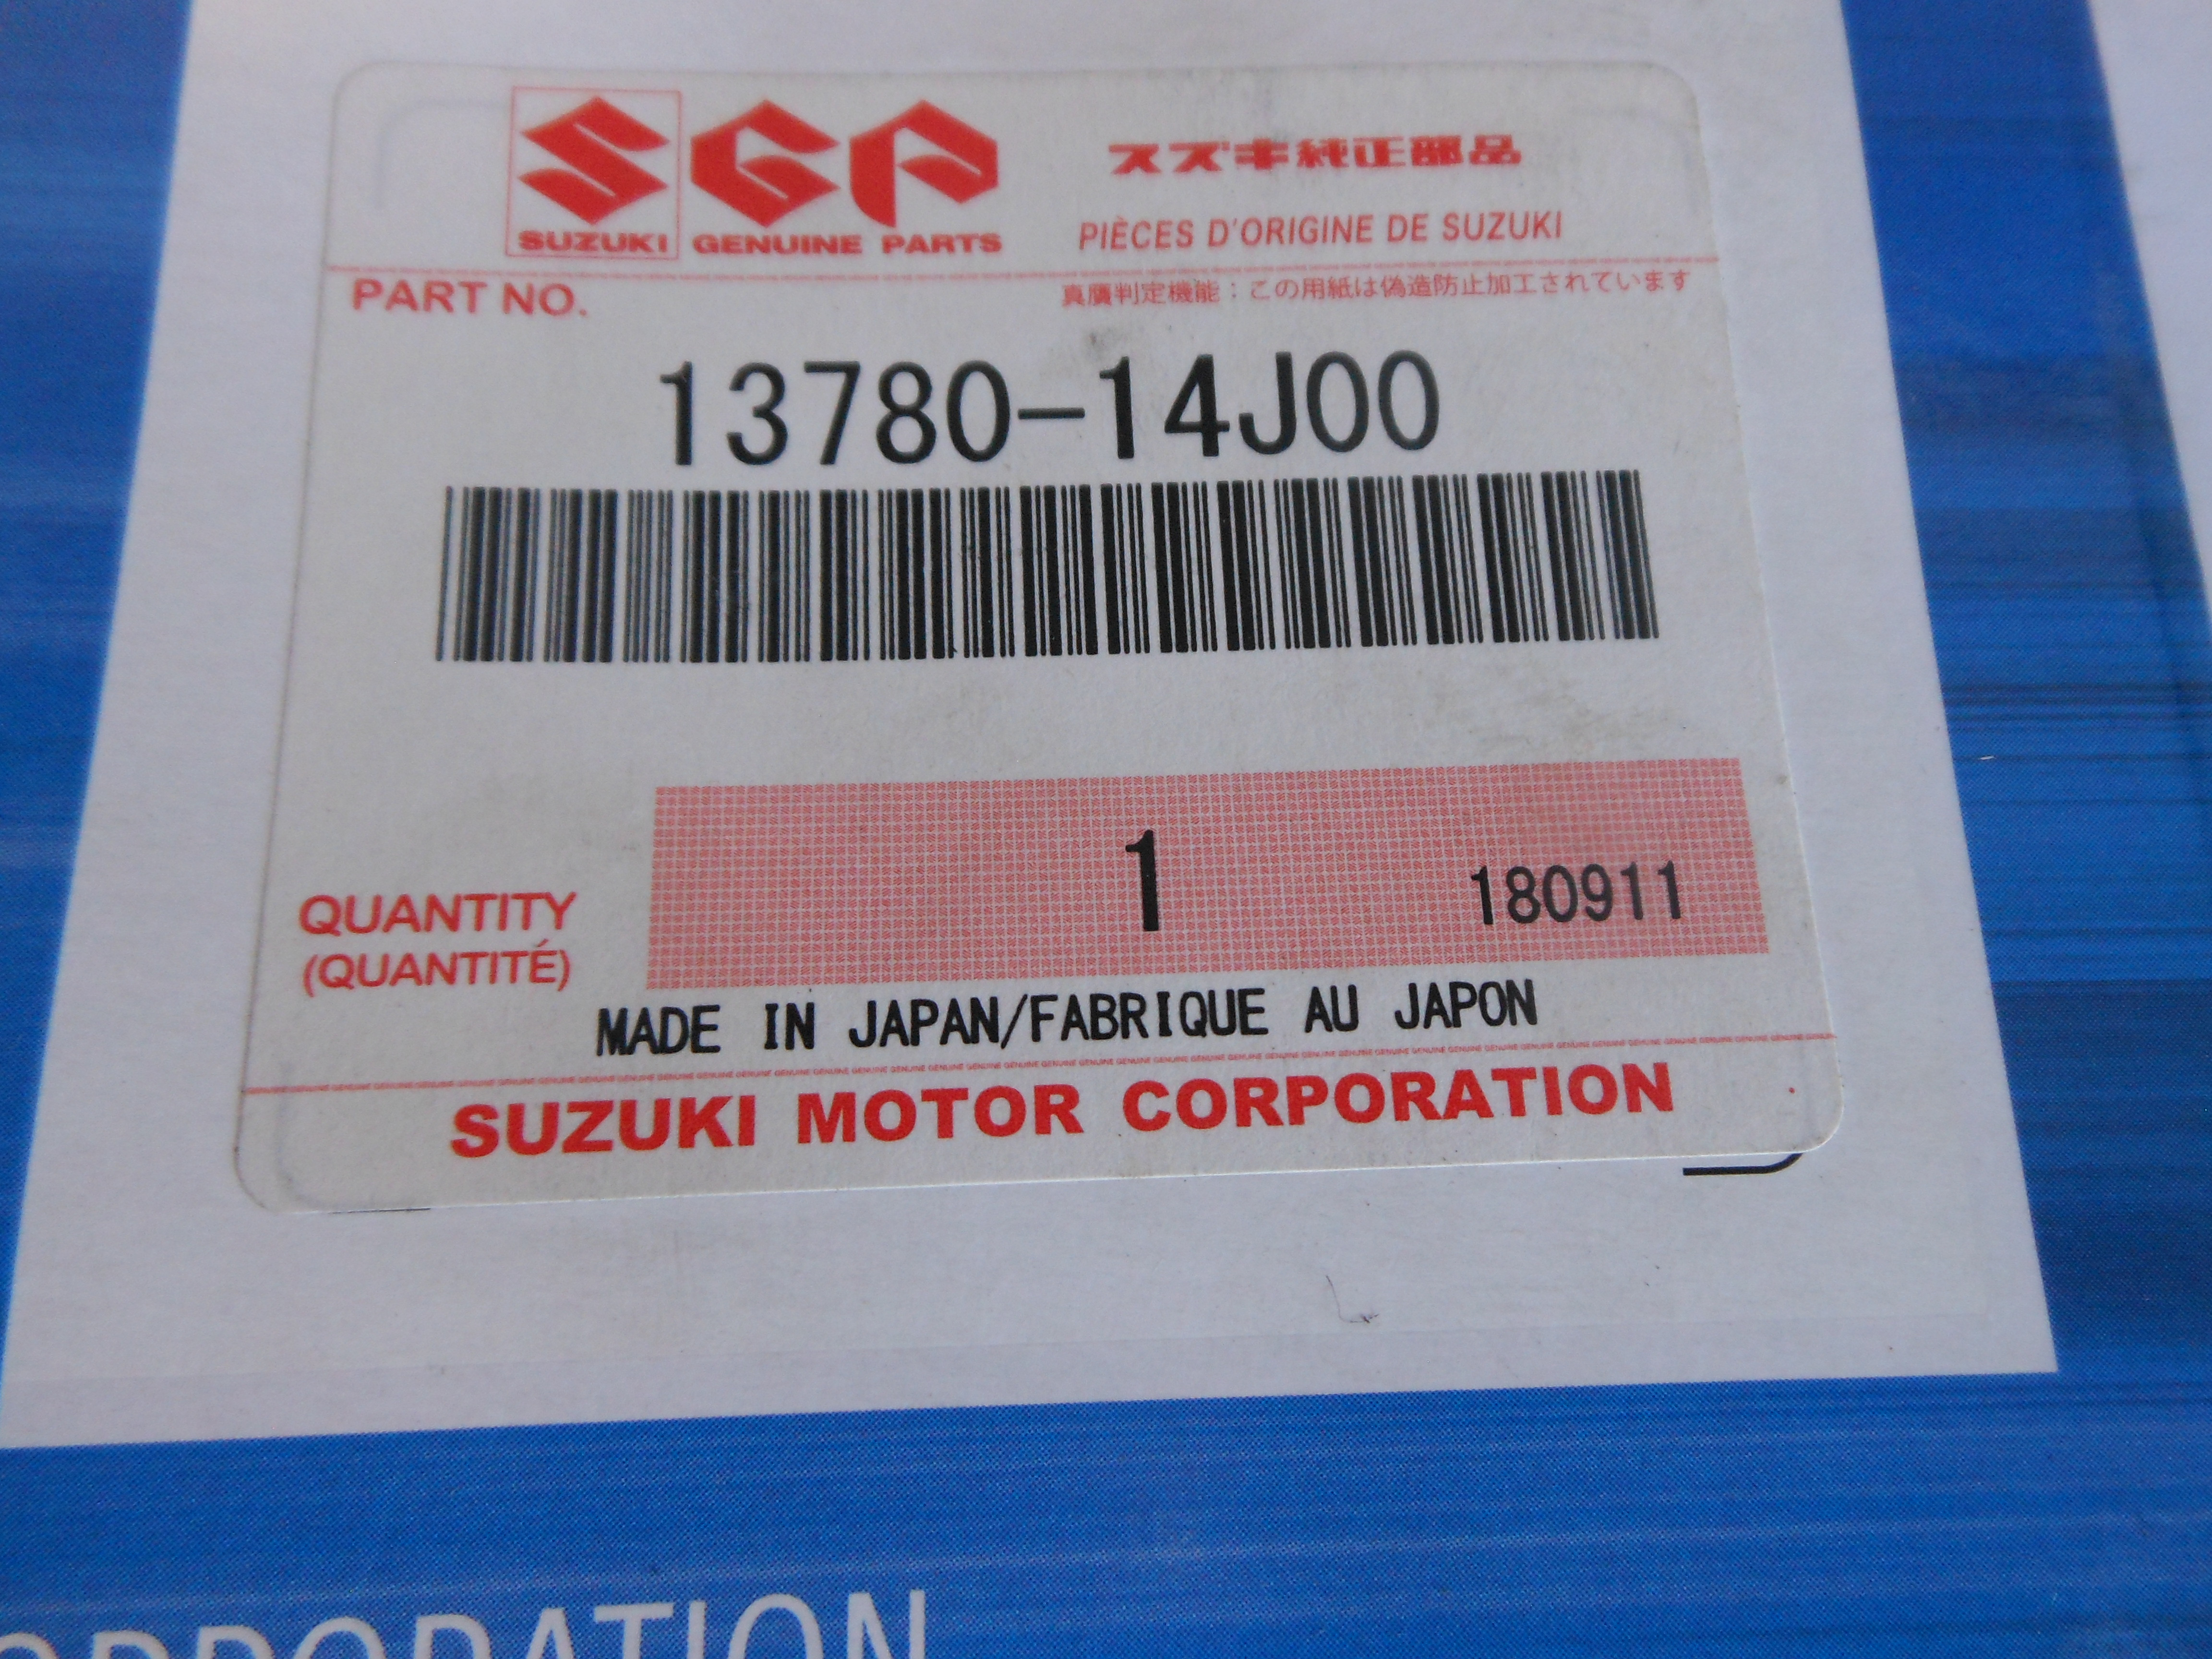 SGP
スズキ純正部品
SUZUKI GENUINE PARTS
PIÈCES D'ORIGINE DE SUZUKI
PART NO.
真贋判定機能：この用紙は偽造防止加工されています
13780-14J00
1
180911
QUANTITY
(QUANTITÉ)
MADE IN JAPAN/FABRIQUE AU JAPON
SUZUKI MOTOR CORPORATION
ORPORATION